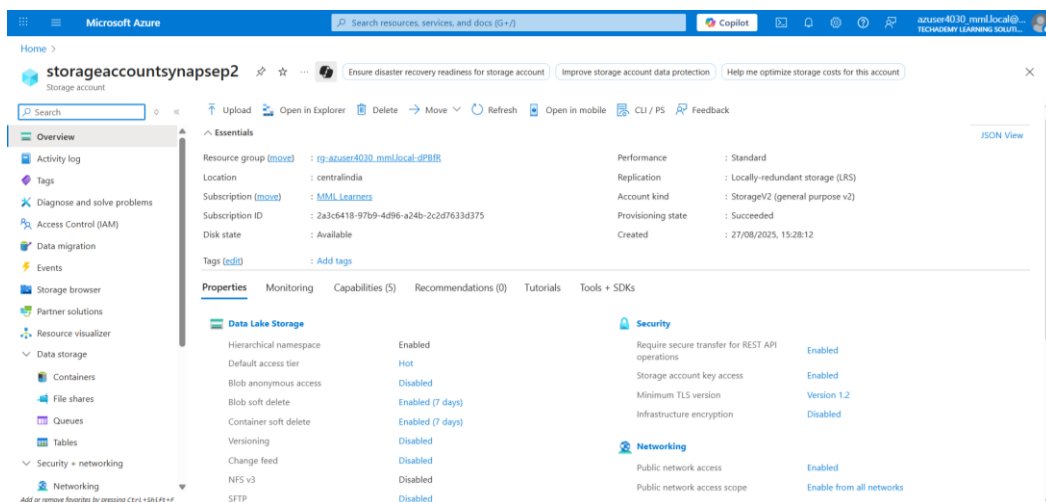 Microsoft Azure
Search resources, services, and docs (G+/)
Copilot
azuser4030_mml.local@...
TECHADEMY LEARNING SOLUTI...
Home >
storageaccountsynapsep2
Storage account
Ensure disaster recovery readiness for storage account
Improve storage account data protection
Help me optimize storage costs for this account
Search
Upload Open in Explorer Delete Move Refresh Open in mobile CLI / PS Feedback
Overview
Activity log
Tags
Diagnose and solve problems
Access Control (IAM)
Data migration
Events
Storage browser
Partner solutions
Resource visualizer
Data storage
Containers
File shares
Queues
Tables
Security + networking
Networking
Add or remove favorites by pressing Ctrl+Shift+F
Essentials
JSON View
Resource group (move) : rg-azuser4030_mml.local-dPBfR
Location : centralindia
Subscription (move) : MML Learners
Subscription ID : 2a3c6418-97b9-4d96-a24b-2c2d7633d375
Disk state : Available
Performance : Standard
Replication : Locally-redundant storage (LRS)
Account kind : StorageV2 (general purpose v2)
Provisioning state : Succeeded
Created : 27/08/2025, 15:28:12
Tags (edit) : Add tags
Properties Monitoring Capabilities (5) Recommendations (0) Tutorials Tools + SDKs
Data Lake Storage
Hierarchical namespace Enabled
Default access tier Hot
Blob anonymous access Disabled
Blob soft delete Enabled (7 days)
Container soft delete Enabled (7 days)
Versioning Disabled
Change feed Disabled
NFS v3 Disabled
SFTP Disabled
Security
Require secure transfer for REST API operations Enabled
Storage account key access Enabled
Minimum TLS version Version 1.2
Infrastructure encryption Disabled
Networking
Public network access Enabled
Public network access scope Enable from all networks